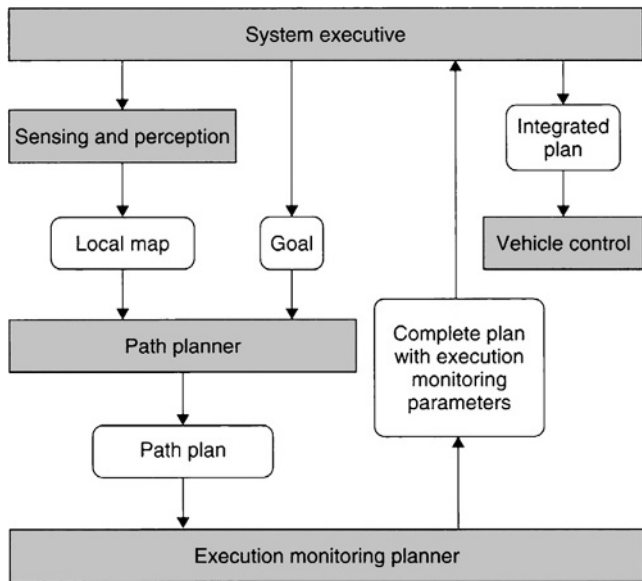 System executive
Sensing and perception
Integrated
plan
Local map
Goal
Vehicle control
Path planner
Complete plan
with execution
monitoring
parameters
Path plan
Execution monitoring planner